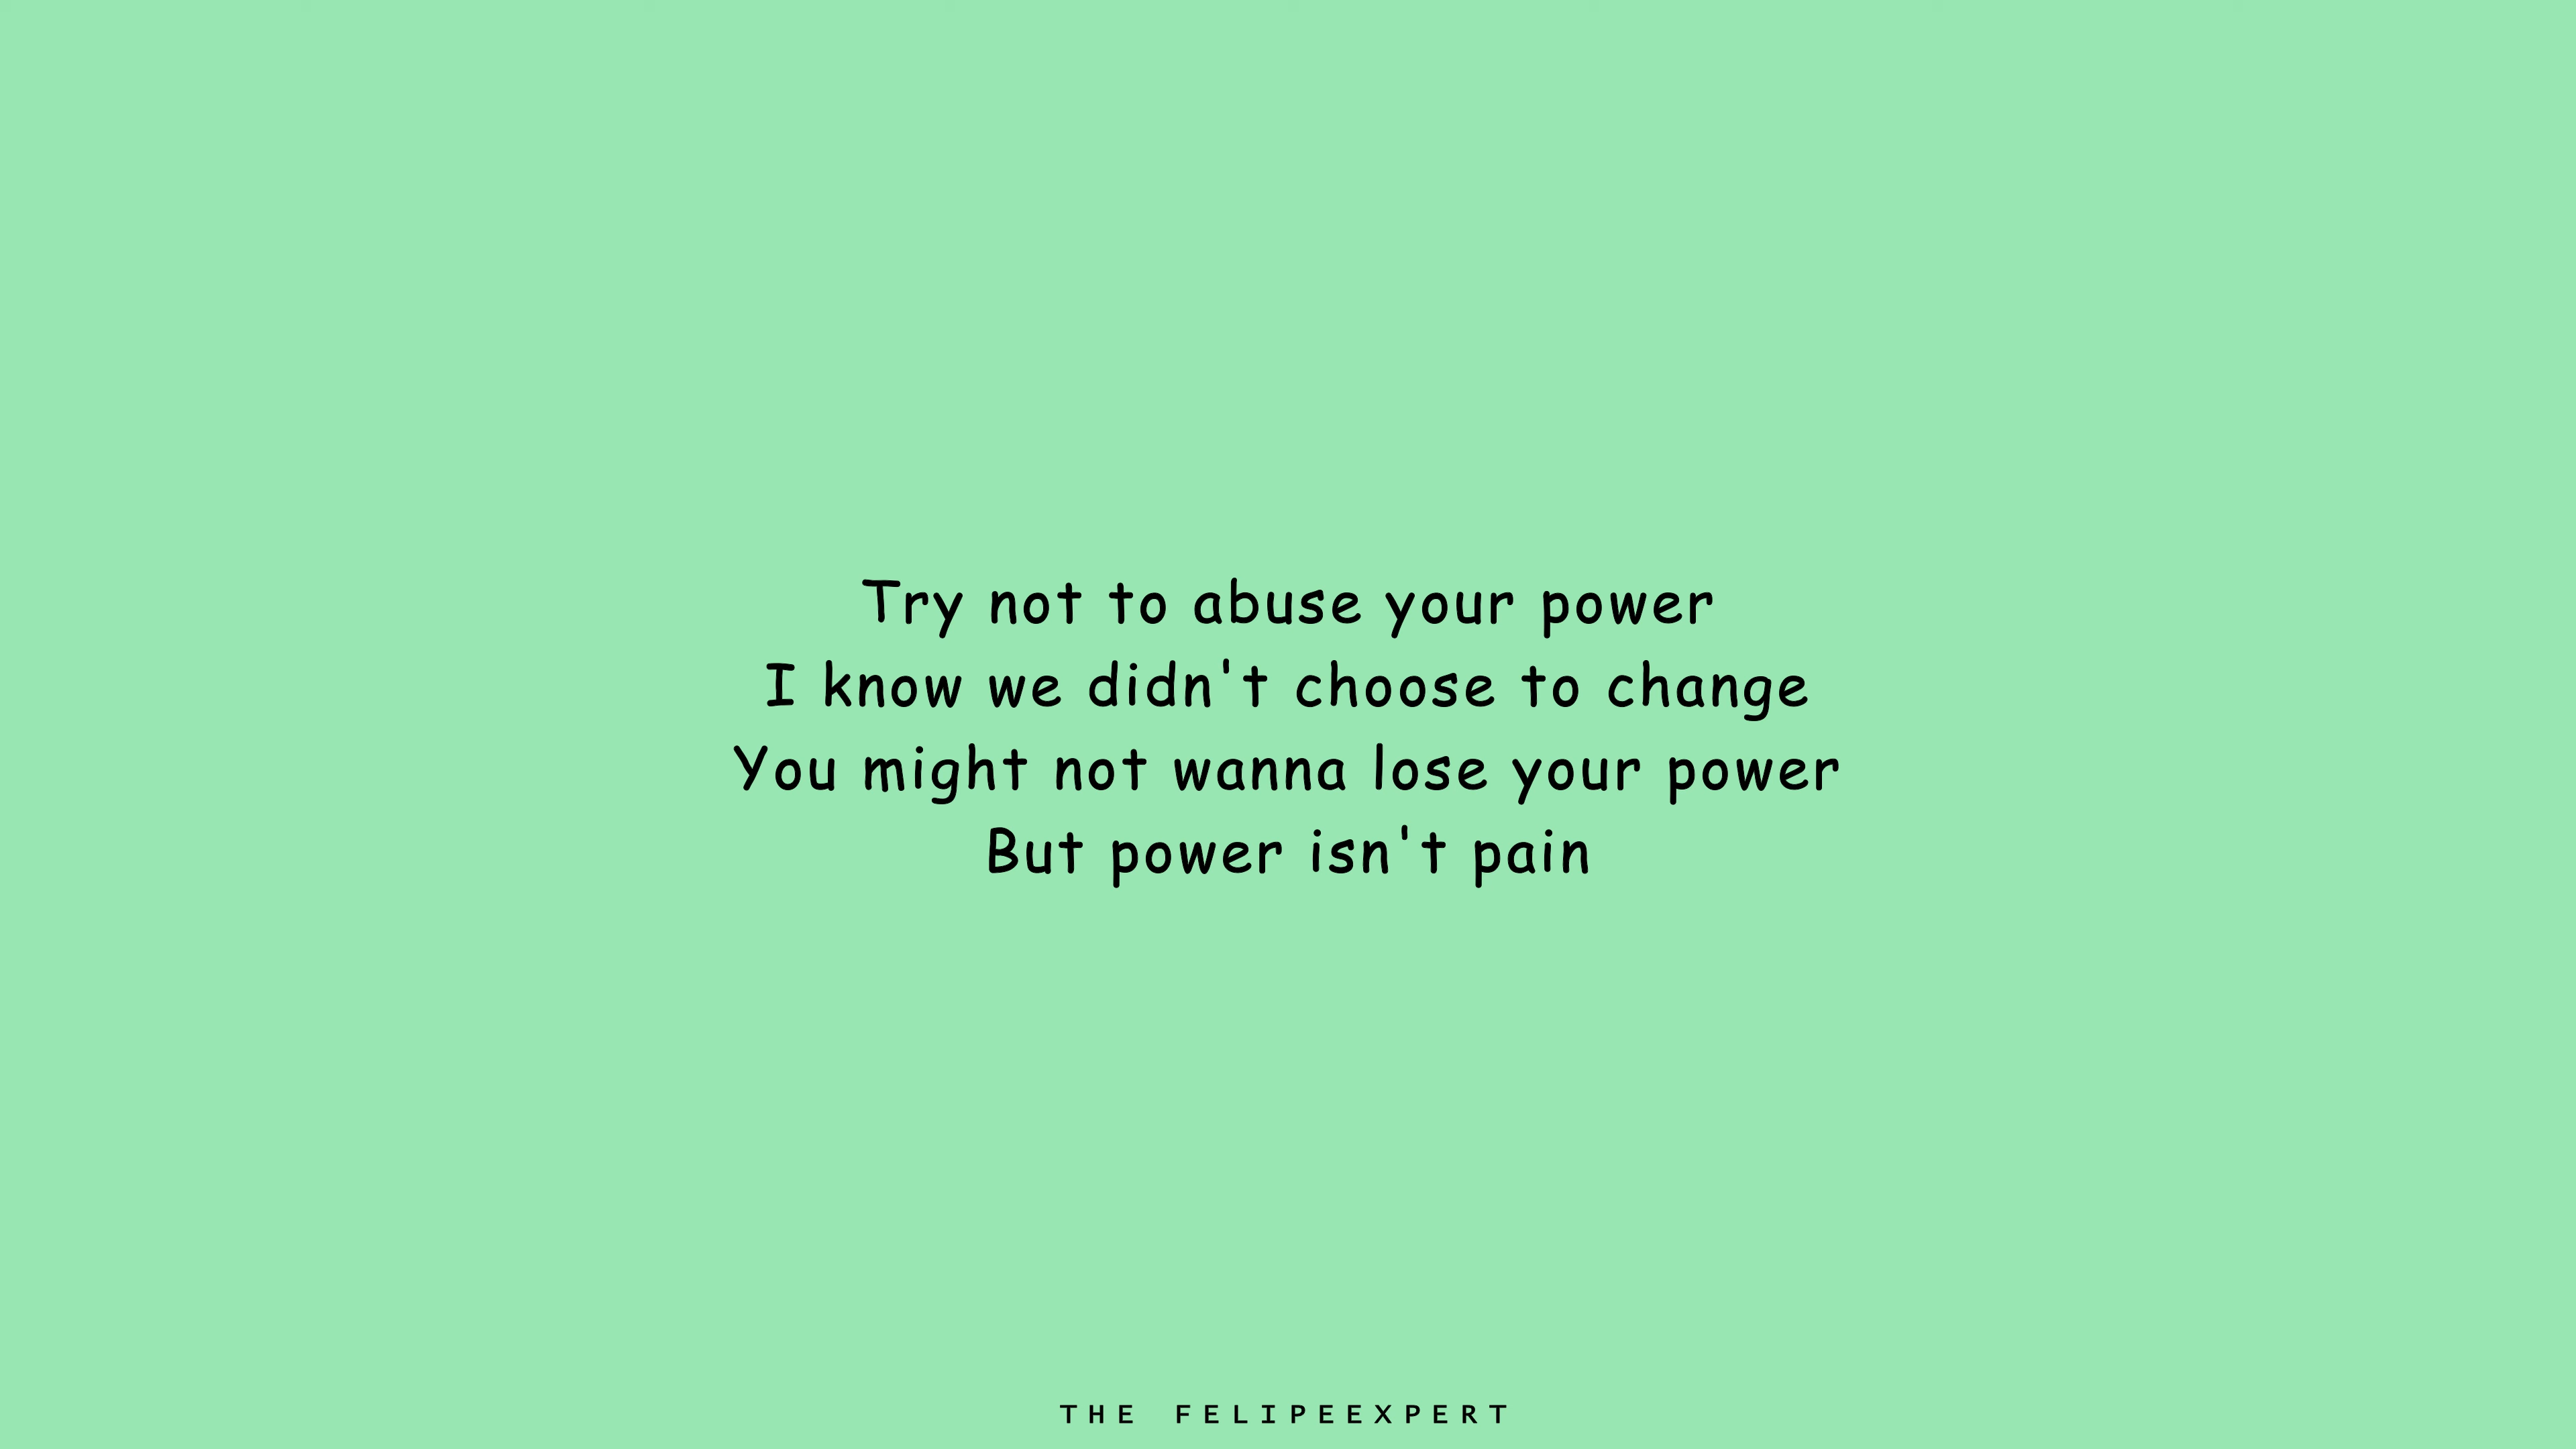 Try not to abuse your power
I know we didn't choose to change
You might not wanna lose your power
But power isn't pain
THE FELIPEEXPERT